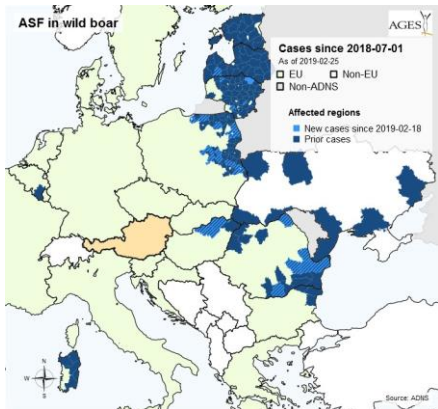 ASF in wild boar
AGES
Cases since 2018-07-01
As of 2019-02-25
EU Non-EU
Non-ADNS
Affected regions
New cases since 2019-02-18
Prior cases
N
W E
S
Source: ADNS